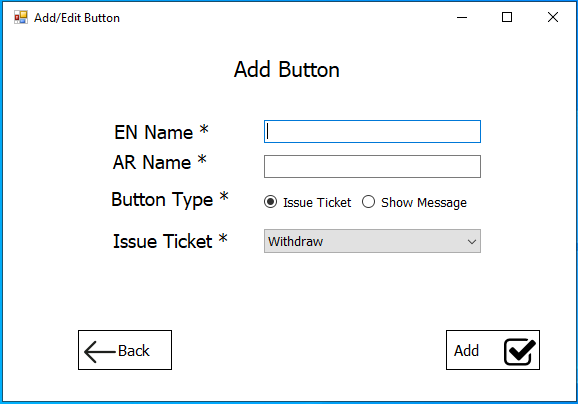 Add/Edit Button
Add Button
EN Name *
AR Name *
Button Type * Issue Ticket Show Message
Issue Ticket * Withdraw
Back Add